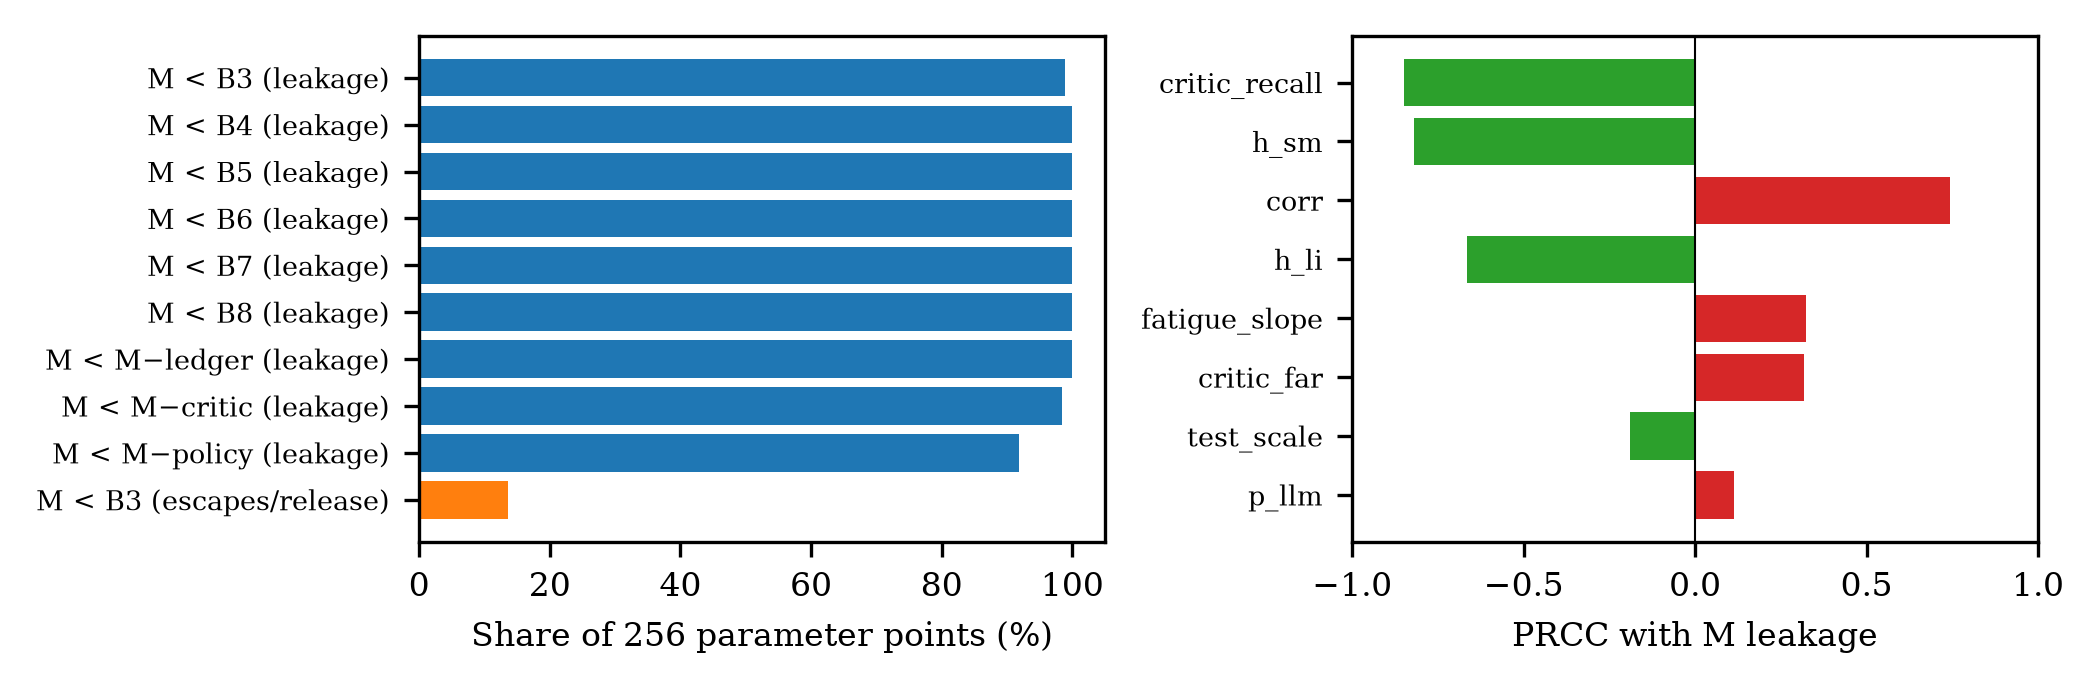 M < B3 (leakage)
M < B4 (leakage)
M < B5 (leakage)
M < B6 (leakage)
M < B7 (leakage)
M < B8 (leakage)
M < M−ledger (leakage)
M < M−critic (leakage)
M < M−policy (leakage)
M < B3 (escapes/release)
0 20 40 60 80 100
Share of 256 parameter points (%)
critic_recall
h_sm
corr
h_li
fatigue_slope
critic_far
test_scale
p_llm
−1.0 −0.5 0.0 0.5 1.0
PRCC with M leakage